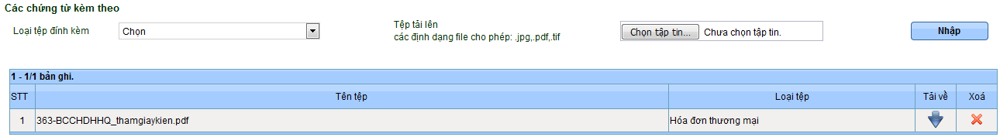 Các chứng từ kèm theo
Loại tệp đính kèm Chọn
Tệp tải lên
các định dạng file cho phép: .jpg,.pdf,.tif
Chọn tập tin... Chưa chọn tập tin.
Nhập
1 - 1/1 bản ghi.
STT Tên tệp Loại tệp Tải về Xoá
1 363-BCCHDHHQ_thamgiaykien.pdf Hóa đơn thương mại